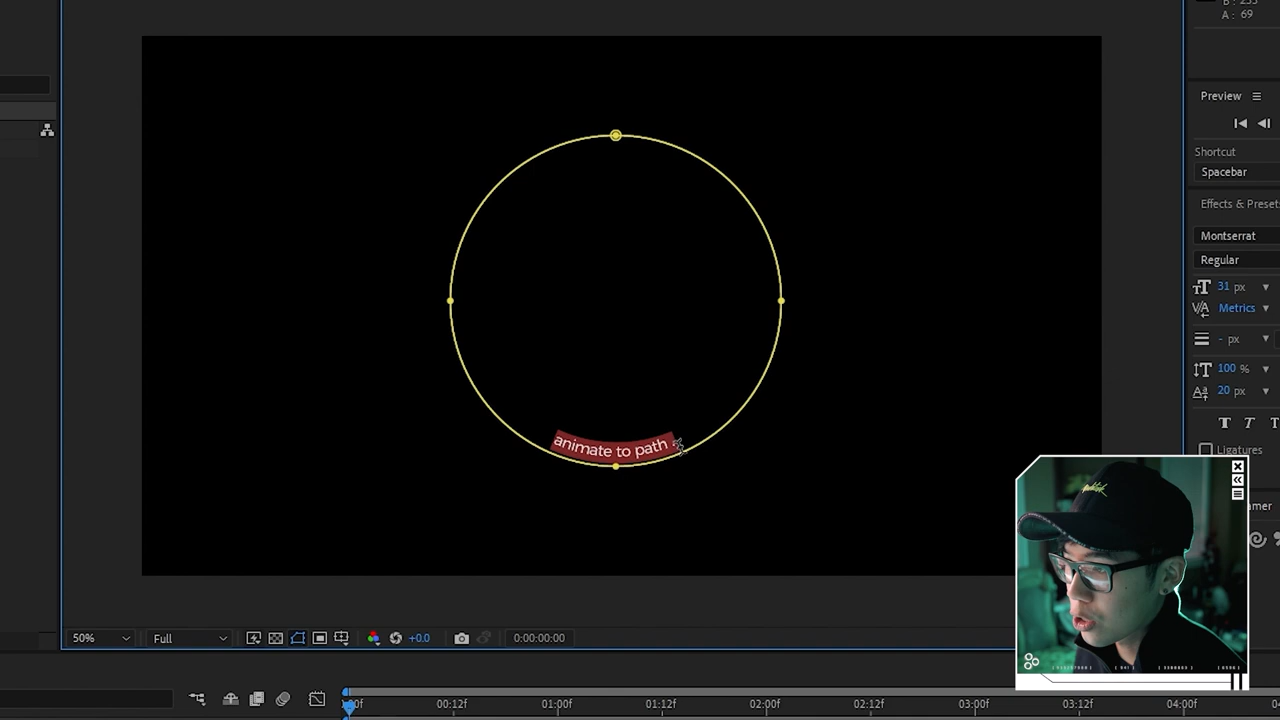 B : 255
A : 69
Preview
Shortcut
Spacebar
Effects & Preset
Montserrat
Regular
31 px
Metrics
- px
100 %
20 px
T T T
Ligatures
amer
animate to path
50%
Full
+0.0
0:00:00:00
:00f
00:12f
01:00f
01:12f
02:00f
02:12f
03:00f
03:12f
04:00f